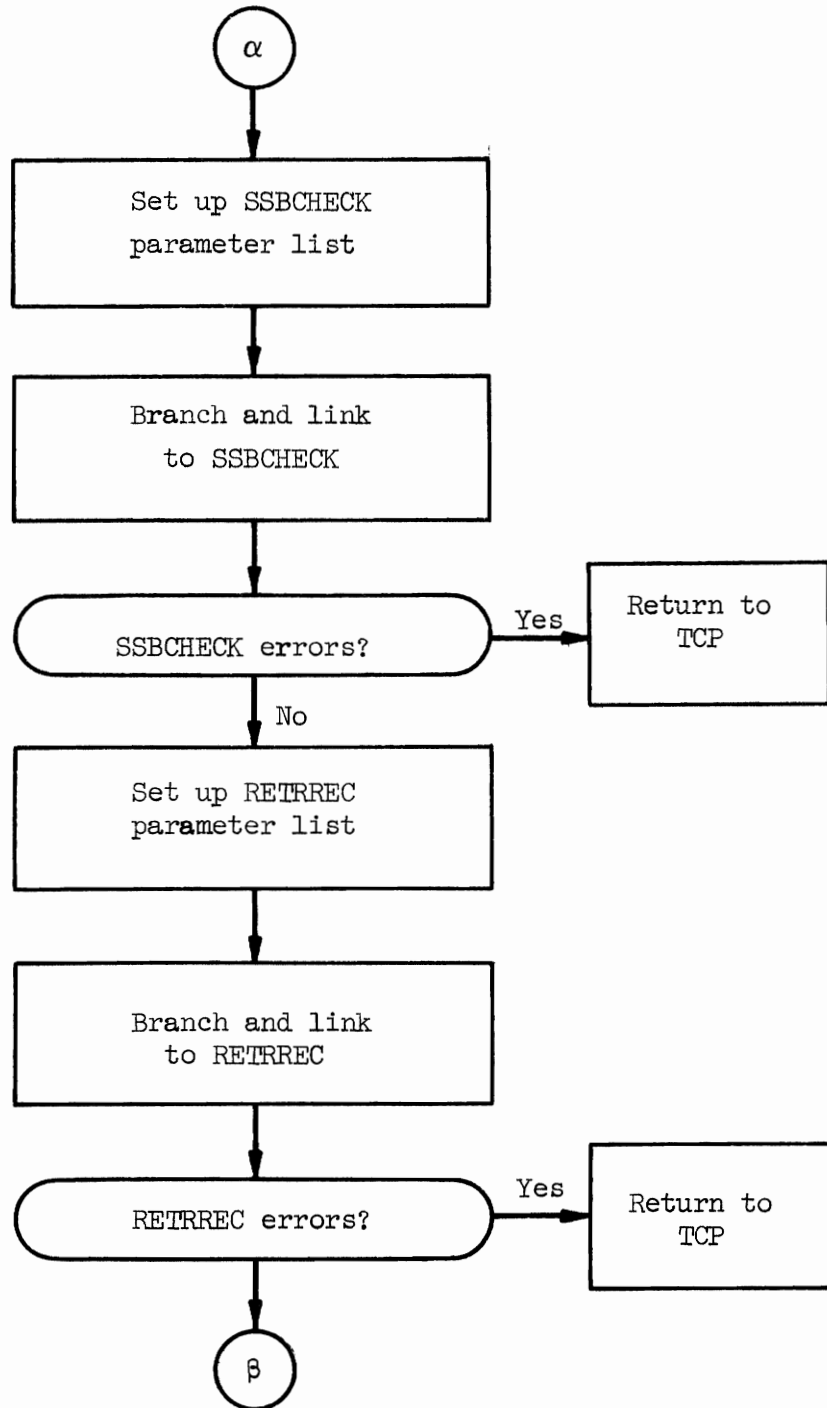 α
Set up SSBCHECK
parameter list
Branch and link
to SSBCHECK
SSBCHECK errors?
Yes
Return to
TCP
No
Set up RETRREC
parameter list
Branch and link
to RETRREC
RETRREC errors?
Yes
Return to
TCP
β